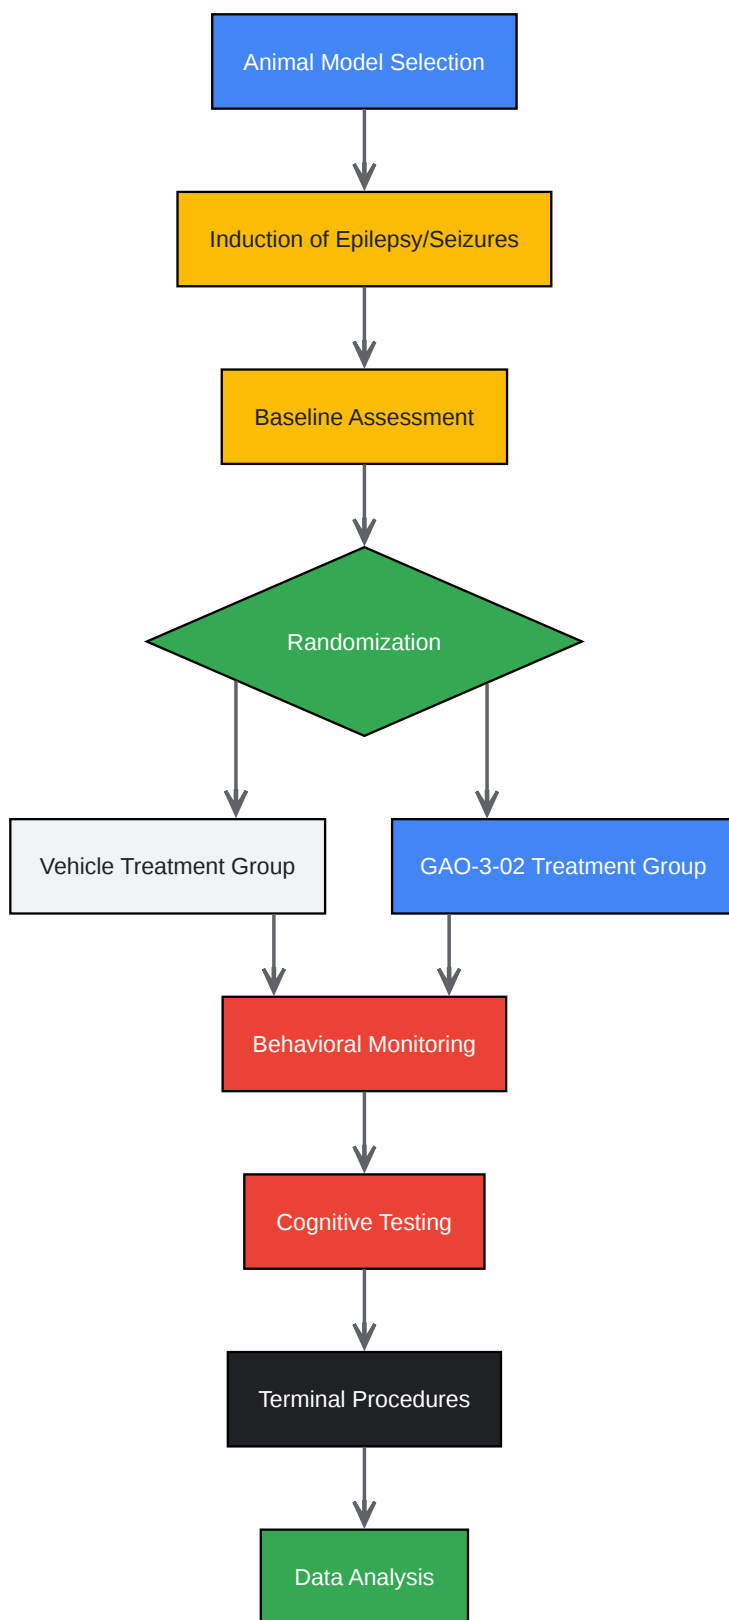 Animal Model Selection
Induction of Epilepsy/Seizures
Baseline Assessment
Randomization
Vehicle Treatment Group
GAO-3-02 Treatment Group
Behavioral Monitoring
Cognitive Testing
Terminal Procedures
Data Analysis